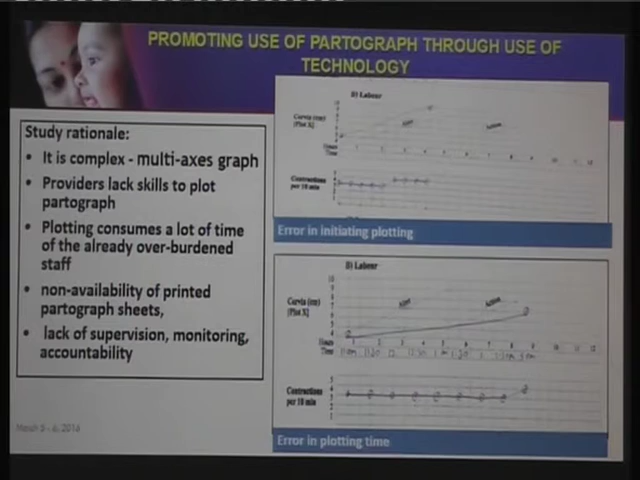 PROMOTING USE OF PARTOGRAPH THROUGH USE OF
TECHNOLOGY
Study rationale:
• It is complex - multi-axes graph
• Providers lack skills to plot
partograph
• Plotting consumes a lot of time
of the already over-burdened
staff
• non-availability of printed
partograph sheets,
• lack of supervision, monitoring,
accountability
B) Labour
Cervix (cm)
[Plot X]
Alert
Action
Hours
Time
Contractions
per 10 min
Error in initiating plotting
B) Labour
Cervix (cm)
[Plot X]
Alert
Action
Hours
Time
Contractions
per 10 min
Error in plotting time
March 5 - 6, 2016